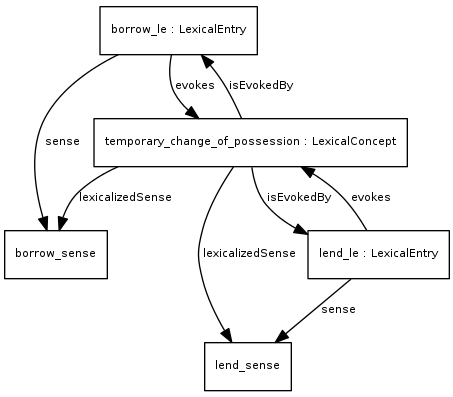 borrow_le : LexicalEntry
evokes
isEvokedBy
sense
temporary_change_of_possession : LexicalConcept
lexicalizedSense
isEvokedBy
evokes
borrow_sense
lexicalizedSense
lend_le : LexicalEntry
sense
lend_sense